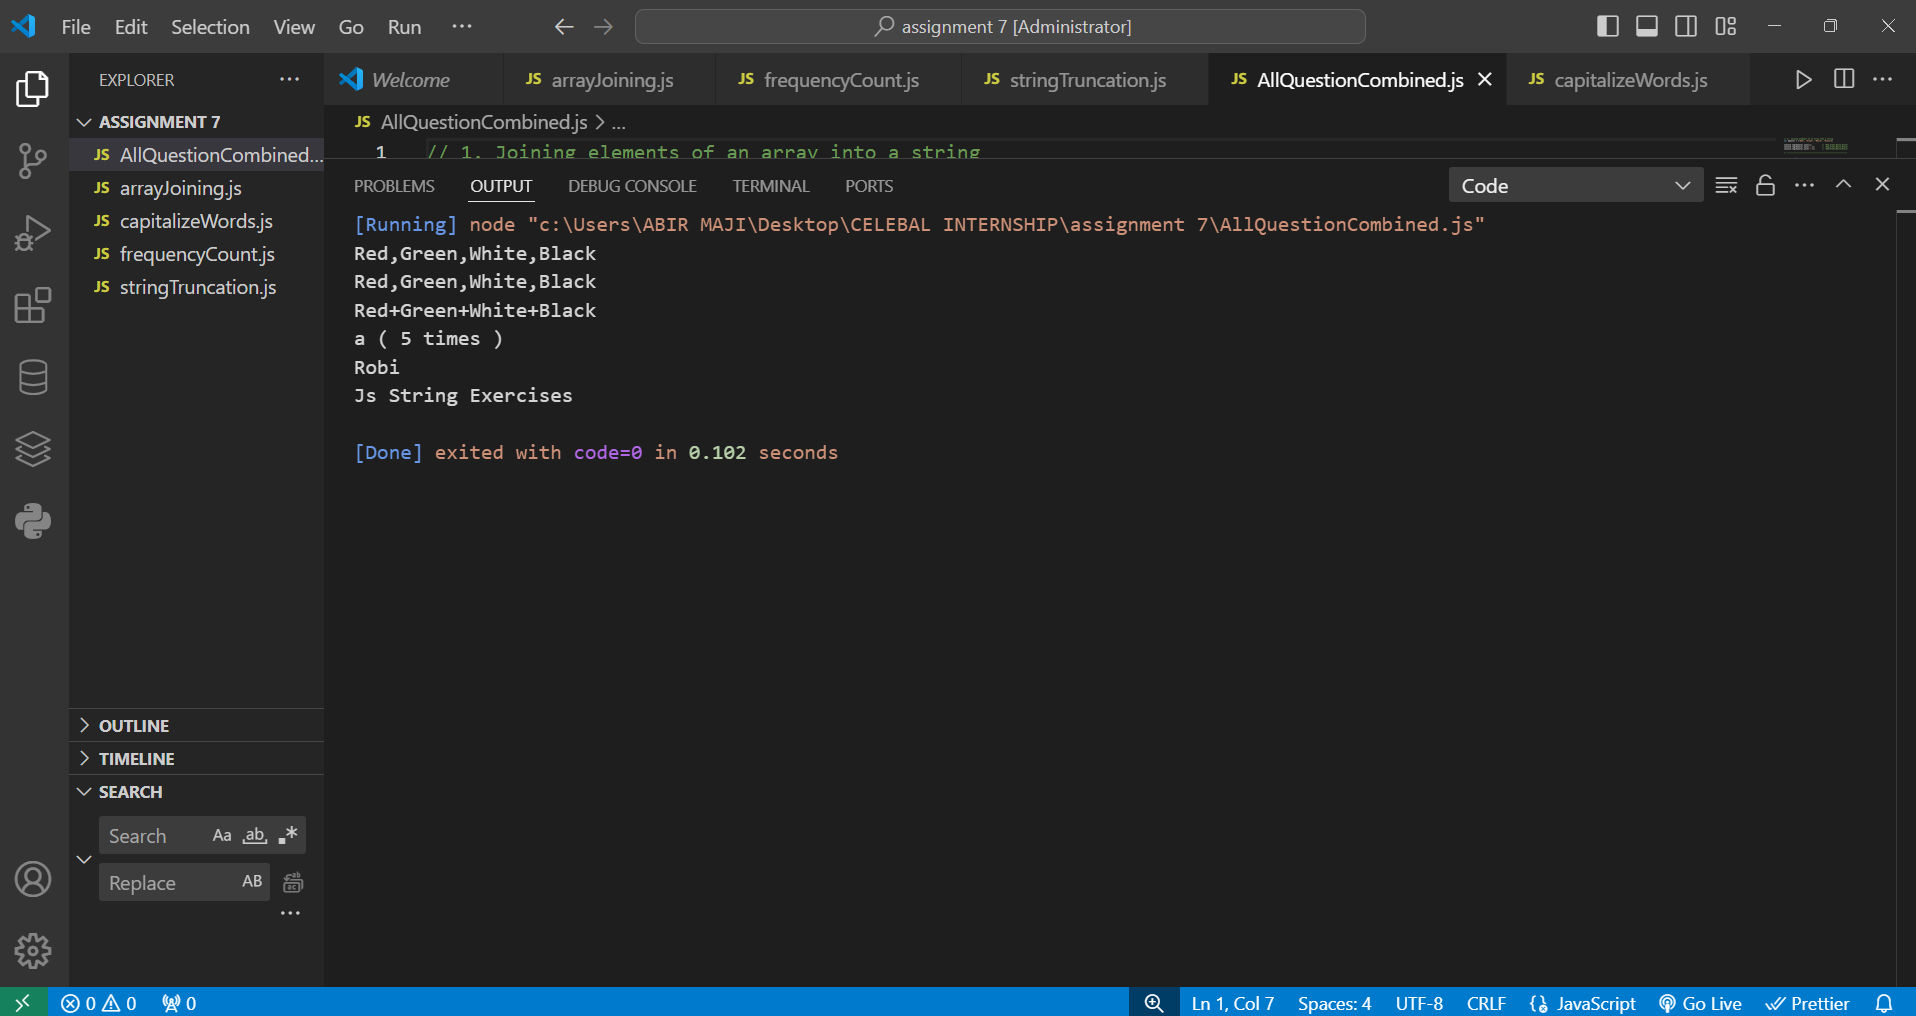 File Edit Selection View Go Run ···
assignment 7 [Administrator]
EXPLORER ···
ASSIGNMENT 7
JS AllQuestionCombined...
JS arrayJoining.js
JS capitalizeWords.js
JS frequencyCount.js
JS stringTruncation.js
OUTLINE
TIMELINE
SEARCH
Search Aa ab .*
Replace AB
···
Welcome JS arrayJoining.js JS frequencyCount.js JS stringTruncation.js JS AllQuestionCombined.js JS capitalizeWords.js ···
JS AllQuestionCombined.js > ...
1 // 1. Joining elements of an array into a string
PROBLEMS OUTPUT DEBUG CONSOLE TERMINAL PORTS Code ···
[Running] node "c:\Users\ABIR MAJI\Desktop\CELEBAL INTERNSHIP\assignment 7\AllQuestionCombined.js"
Red,Green,White,Black
Red,Green,White,Black
Red+Green+White+Black
a ( 5 times )
Robi
Js String Exercises
[Done] exited with code=0 in 0.102 seconds
0 0 0 Ln 1, Col 7 Spaces: 4 UTF-8 CRLF JavaScript Go Live Prettier